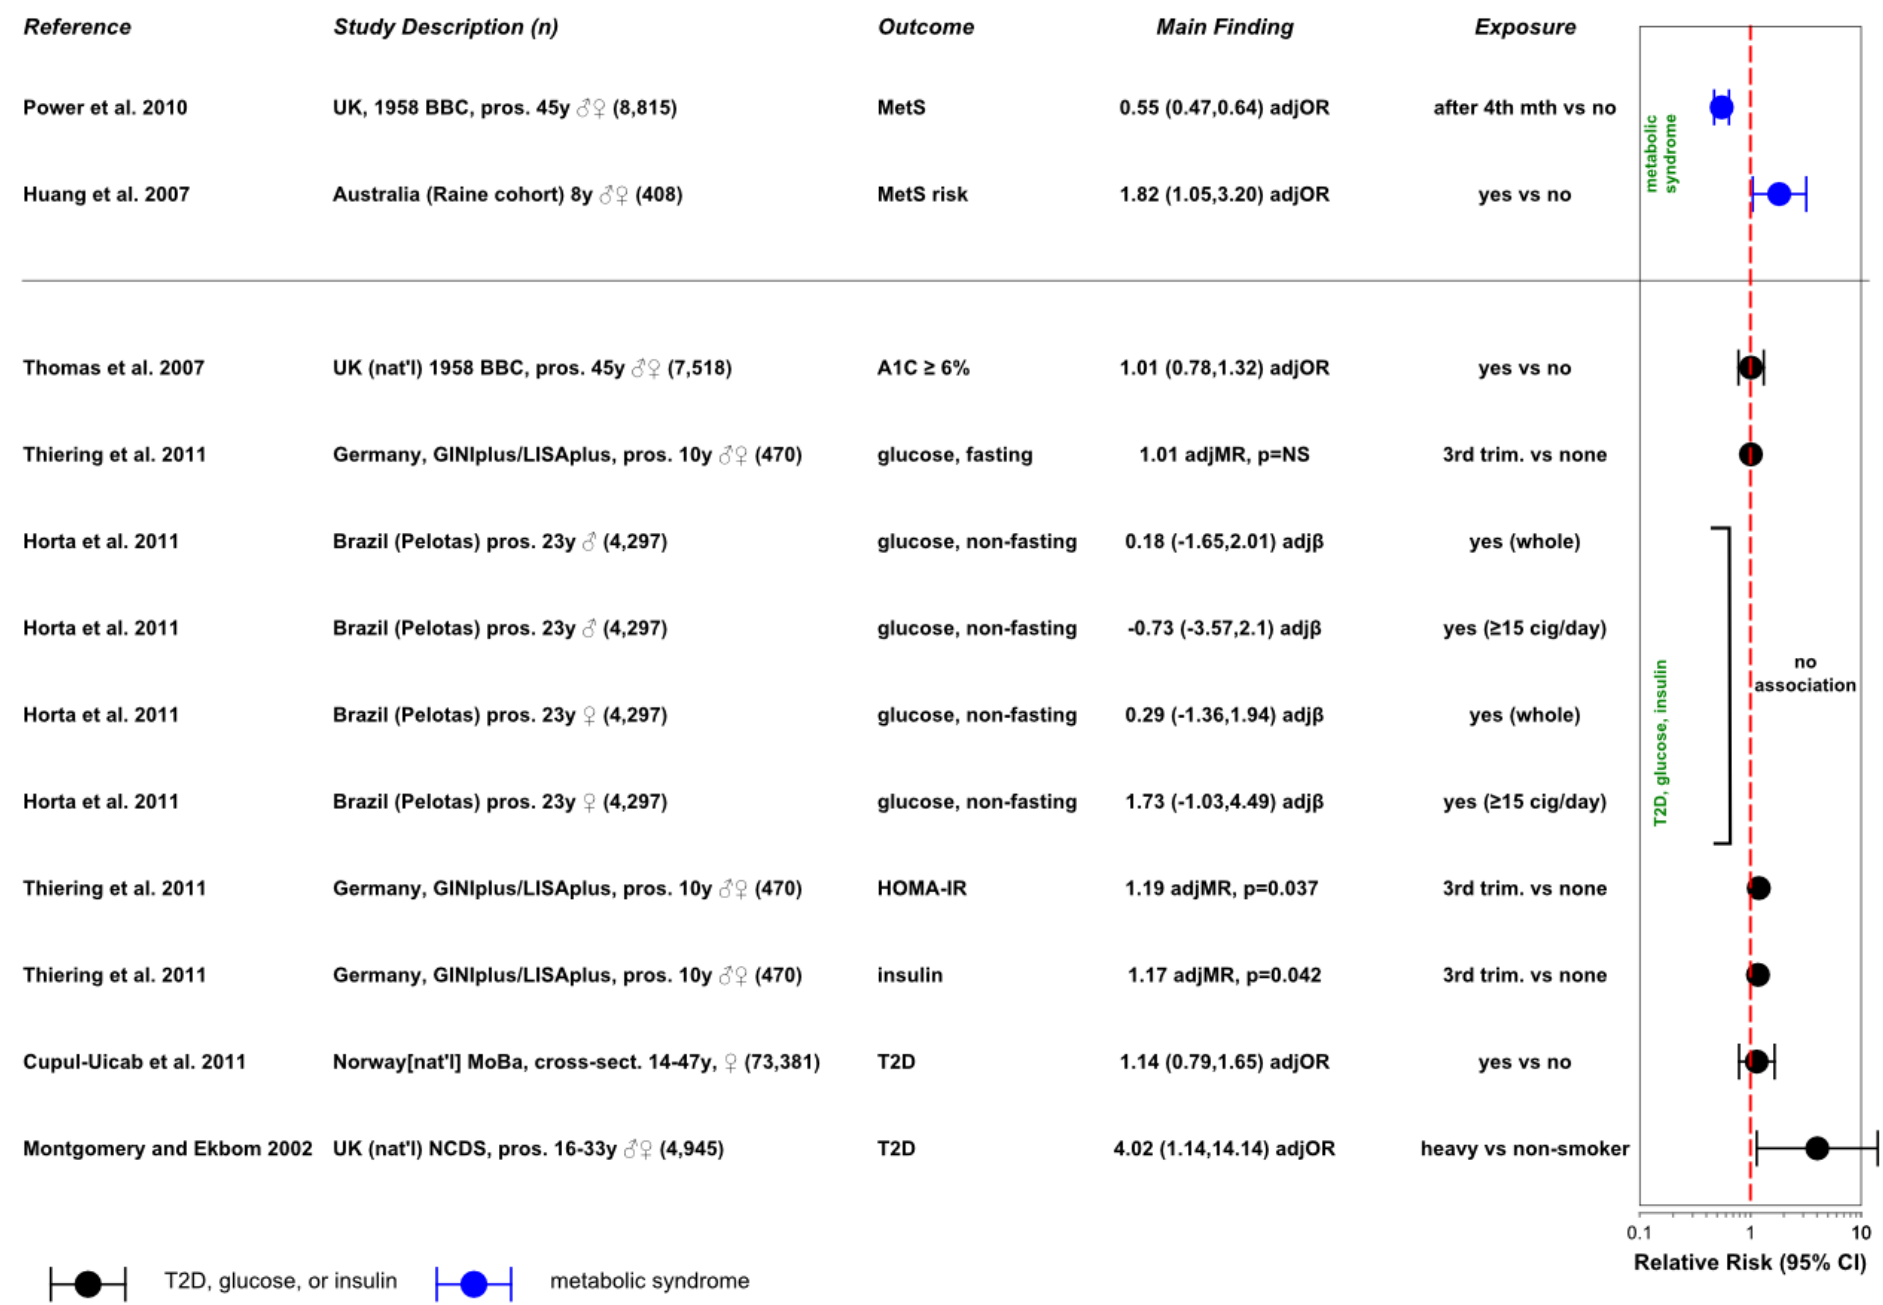 Reference Study Description (n) Outcome Main Finding Exposure
Power et al. 2010 UK, 1958 BBC, pros. 45y ♂♀ (8,815) MetS 0.55 (0.47,0.64) adjOR after 4th mth vs no
Huang et al. 2007 Australia (Raine cohort) 8y ♂♀ (408) MetS risk 1.82 (1.05,3.20) adjOR yes vs no
metabolic
syndrome
Thomas et al. 2007 UK (nat'l) 1958 BBC, pros. 45y ♂♀ (7,518) A1C ≥ 6% 1.01 (0.78,1.32) adjOR yes vs no
Thiering et al. 2011 Germany, GINIplus/LISAplus, pros. 10y ♂♀ (470) glucose, fasting 1.01 adjMR, p=NS 3rd trim. vs none
Horta et al. 2011 Brazil (Pelotas) pros. 23y ♂ (4,297) glucose, non-fasting 0.18 (-1.65,2.01) adjβ yes (whole)
Horta et al. 2011 Brazil (Pelotas) pros. 23y ♂ (4,297) glucose, non-fasting -0.73 (-3.57,2.1) adjβ yes (≥15 cig/day)
Horta et al. 2011 Brazil (Pelotas) pros. 23y ♀ (4,297) glucose, non-fasting 0.29 (-1.36,1.94) adjβ yes (whole)
Horta et al. 2011 Brazil (Pelotas) pros. 23y ♀ (4,297) glucose, non-fasting 1.73 (-1.03,4.49) adjβ yes (≥15 cig/day)
Thiering et al. 2011 Germany, GINIplus/LISAplus, pros. 10y ♂♀ (470) HOMA-IR 1.19 adjMR, p=0.037 3rd trim. vs none
Thiering et al. 2011 Germany, GINIplus/LISAplus, pros. 10y ♂♀ (470) insulin 1.17 adjMR, p=0.042 3rd trim. vs none
Cupul-Uicab et al. 2011 Norway[nat'l] MoBa, cross-sect. 14-47y, ♀ (73,381) T2D 1.14 (0.79,1.65) adjOR yes vs no
Montgomery and Ekbom 2002 UK (nat'l) NCDS, pros. 16-33y ♂♀ (4,945) T2D 4.02 (1.14,14.14) adjOR heavy vs non-smoker
T2D, glucose, insulin
no
association
0.1 1 10
Relative Risk (95% CI)
T2D, glucose, or insulin metabolic syndrome